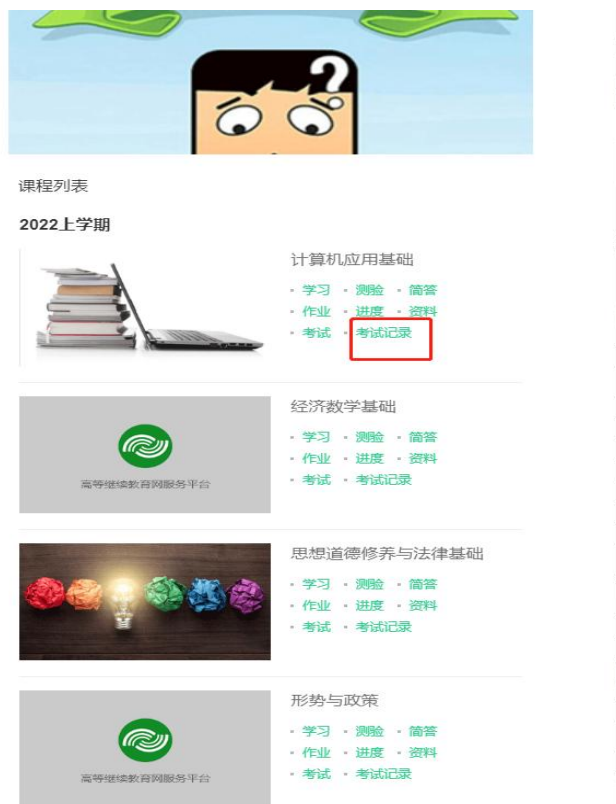 ?
课程列表
2022上学期
计算机应用基础
· 学习 · 测验 · 简答
· 作业 · 进度 · 资料
· 考试 · 考试记录
经济数学基础
高等继续教育网服务平台
· 学习 · 测验 · 简答
· 作业 · 进度 · 资料
· 考试 · 考试记录
思想道德修养与法律基础
· 学习 · 测验 · 简答
· 作业 · 进度 · 资料
· 考试 · 考试记录
形势与政策
高等继续教育网服务平台
· 学习 · 测验 · 简答
· 作业 · 进度 · 资料
· 考试 · 考试记录